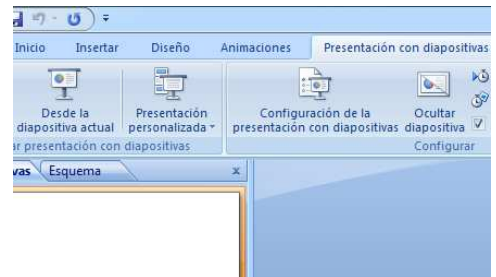 Inicio Insertar Diseño Animaciones Presentación con diapositivas
Desde la diapositiva actual
Presentación personalizada
Configuración de la presentación con diapositivas
Ocultar diapositiva
ar presentación con diapositivas
Configurar
vas Esquema x